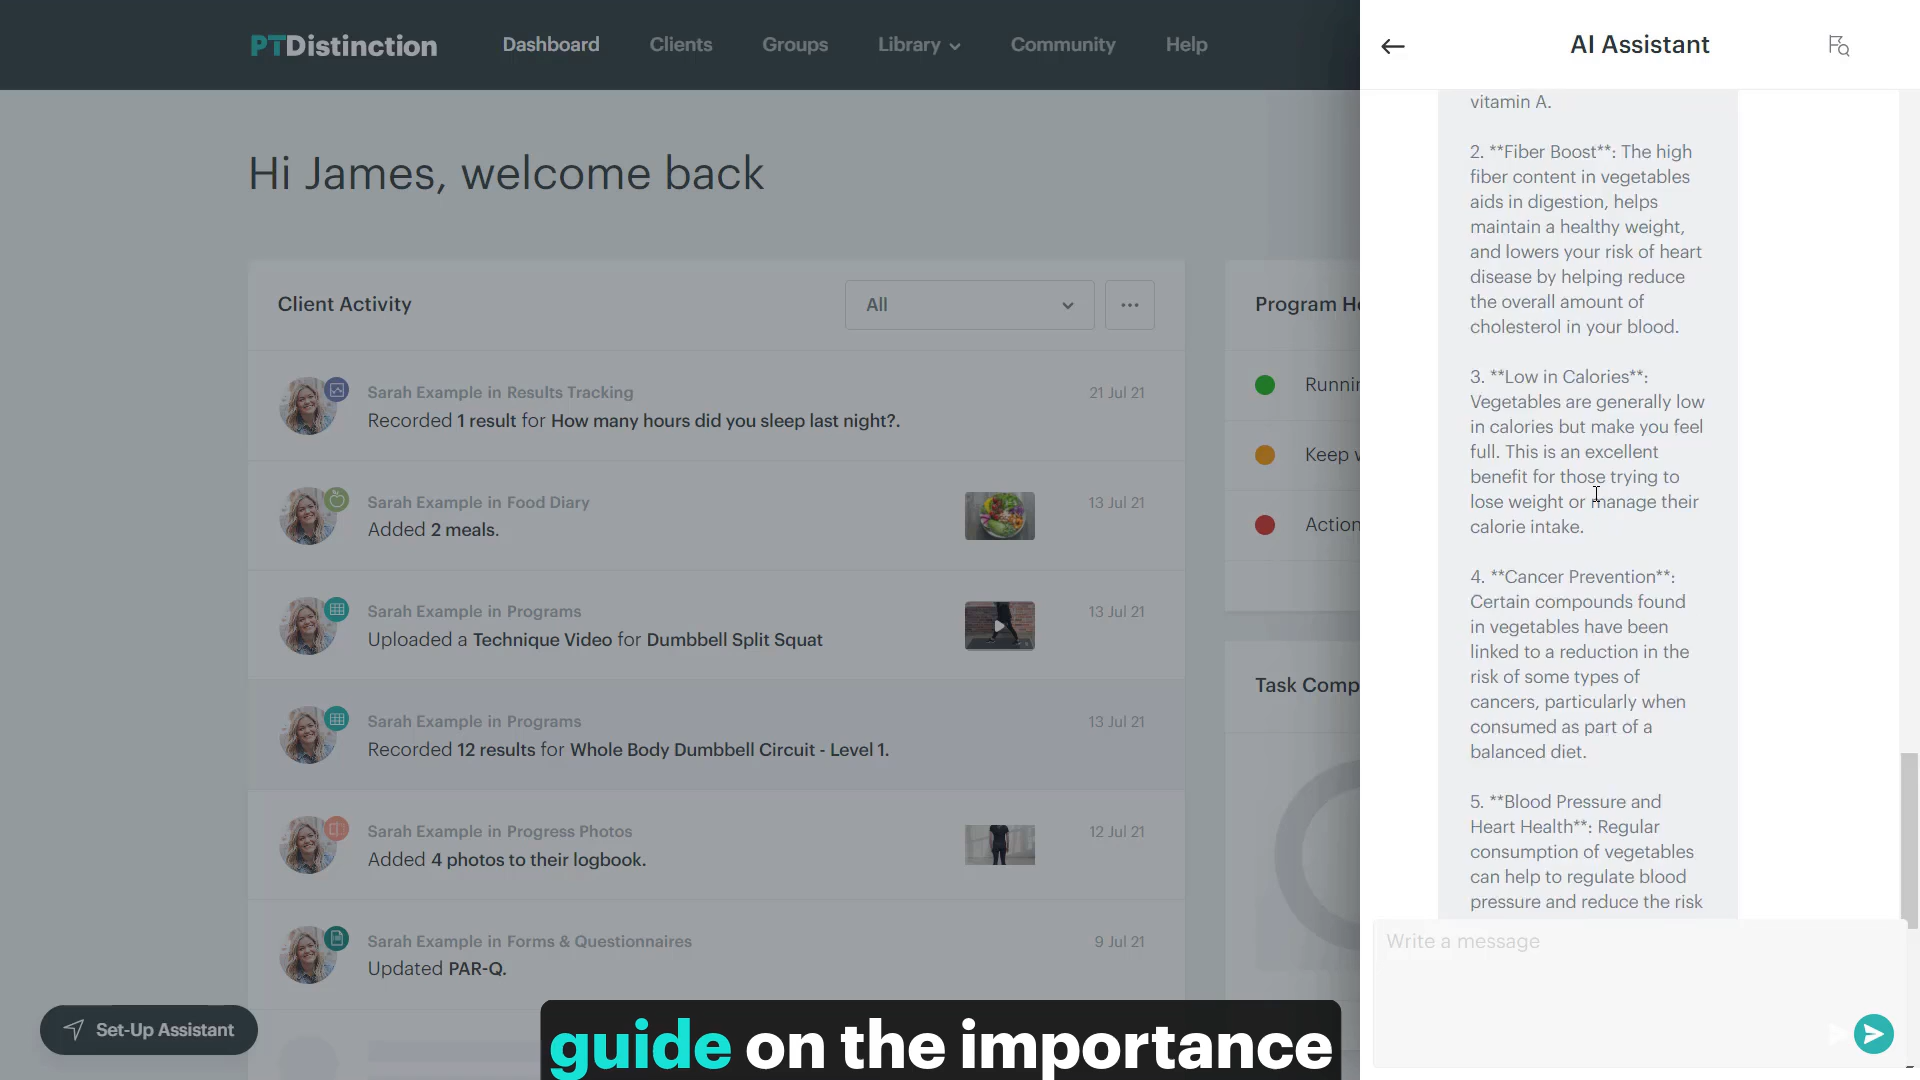 PTDistinction
Dashboard
Clients
Groups
Library
Community
Help
Hi James, welcome back
Client Activity
All
Sarah Example in Results Tracking
21 Jul 21
Recorded 1 result for How many hours did you sleep last night?.
Sarah Example in Food Diary
13 Jul 21
Added 2 meals.
Sarah Example in Programs
13 Jul 21
Uploaded a Technique Video for Dumbbell Split Squat
Sarah Example in Programs
13 Jul 21
Recorded 12 results for Whole Body Dumbbell Circuit - Level 1.
Sarah Example in Progress Photos
12 Jul 21
Added 4 photos to their logbook.
Sarah Example in Forms & Questionnaires
9 Jul 21
Updated PAR-Q.
Program He
Runnin
Keep w
Action
Task Comp
Set-Up Assistant
guide on the importance
AI Assistant
vitamin A.
2. **Fiber Boost**: The high
fiber content in vegetables
aids in digestion, helps
maintain a healthy weight,
and lowers your risk of heart
disease by helping reduce
the overall amount of
cholesterol in your blood.
3. **Low in Calories**:
Vegetables are generally low
in calories but make you feel
full. This is an excellent
benefit for those trying to
lose weight or manage their
calorie intake.
4. **Cancer Prevention**:
Certain compounds found
in vegetables have been
linked to a reduction in the
risk of some types of
cancers, particularly when
consumed as part of a
balanced diet.
5. **Blood Pressure and
Heart Health**: Regular
consumption of vegetables
can help to regulate blood
pressure and reduce the risk
Write a message